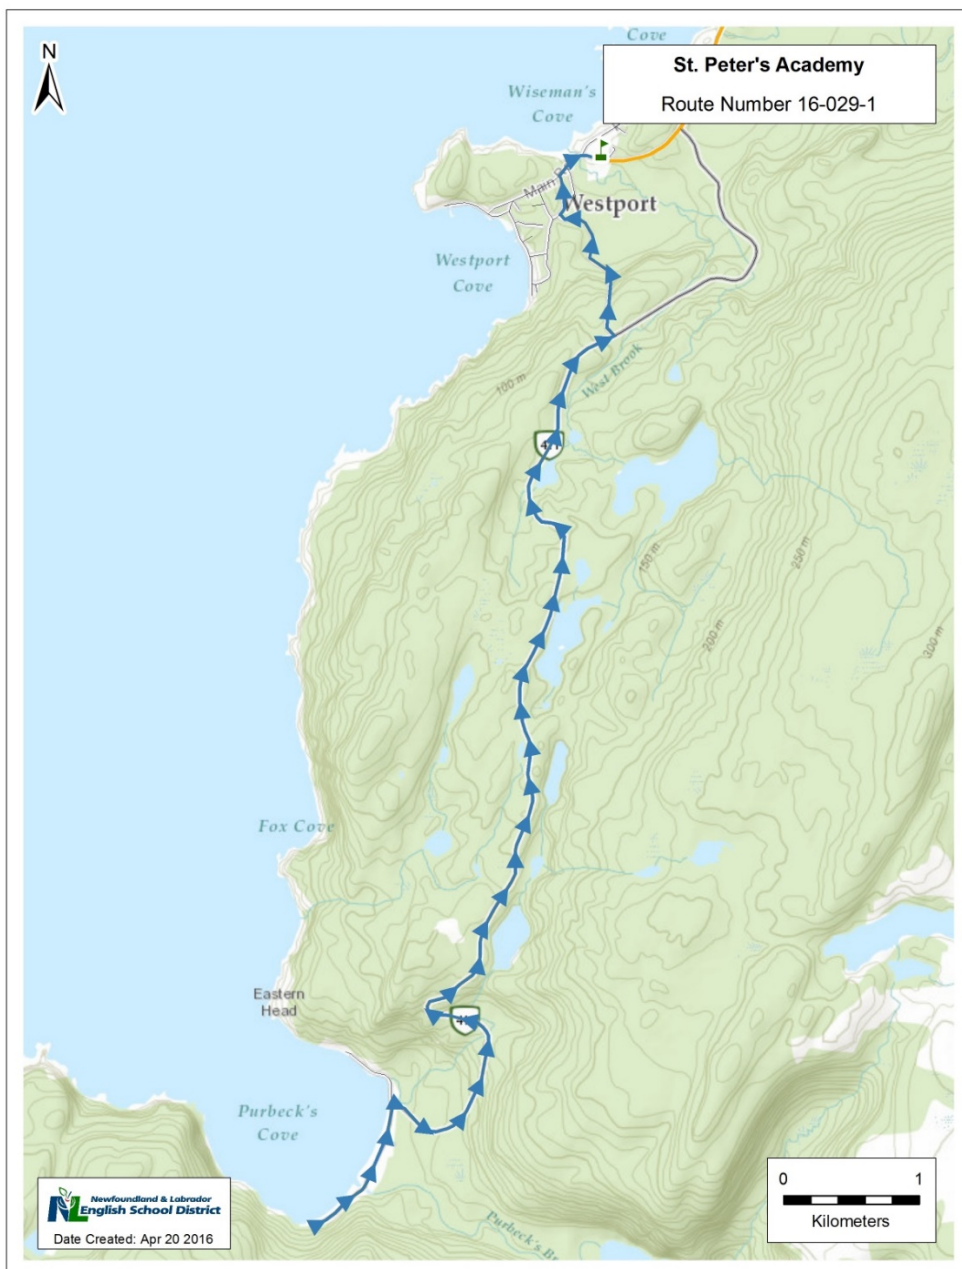 N
Cove
St. Peter's Academy
Route Number 16-029-1
Wiseman's
Cove
Main
Westport
Westport
Cove
100 m
West Brook
150 m
250 m
200 m
300 m
Fox Cove
Eastern
Head
Purbeck's
Cove
Purbeck's
0 1
Kilometers
Newfoundland & Labrador
NL English School District
Date Created: Apr 20 2016